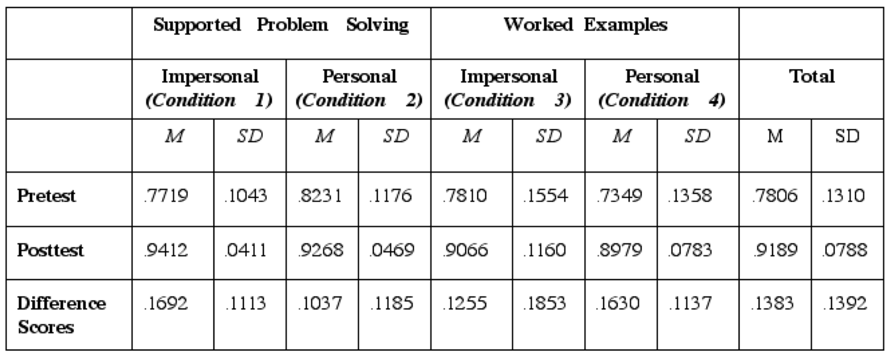 Supported Problem Solving Worked Examples
Impersonal Personal Impersonal Personal Total
(Condition 1) (Condition 2) (Condition 3) (Condition 4)
M SD M SD M SD M SD M SD
Pretest .7719 .1043 .8231 .1176 .7810 .1554 .7349 .1358 .7806 .1310
Posttest .9412 .0411 .9268 .0469 .9066 .1160 .8979 .0783 .9189 .0788
Difference .1692 .1113 .1037 .1185 .1255 .1853 .1630 .1137 .1383 .1392
Scores